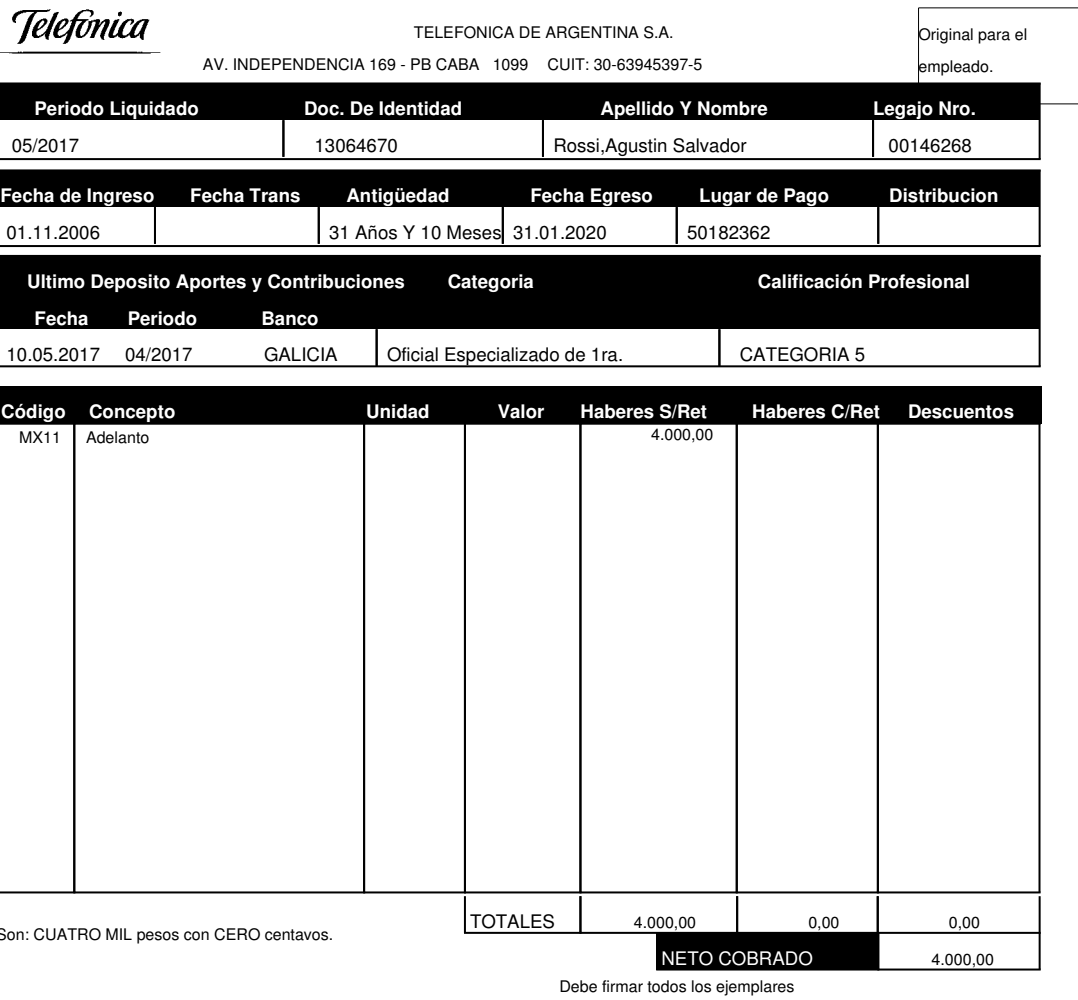 Telefonica
TELEFONICA DE ARGENTINA S.A.
Original para el
AV. INDEPENDENCIA 169 - PB CABA 1099 CUIT: 30-63945397-5
empleado.
Periodo Liquidado Doc. De Identidad Apellido Y Nombre Legajo Nro.
05/2017 13064670 Rossi,Agustin Salvador 00146268
Fecha de Ingreso Fecha Trans Antigüedad Fecha Egreso Lugar de Pago Distribucion
01.11.2006 31 Años Y 10 Meses 31.01.2020 50182362
Ultimo Deposito Aportes y Contribuciones Categoria Calificación Profesional
Fecha Periodo Banco
10.05.2017 04/2017 GALICIA Oficial Especializado de 1ra. CATEGORIA 5
Código Concepto Unidad Valor Haberes S/Ret Haberes C/Ret Descuentos
MX11 Adelanto 4.000,00
TOTALES 4.000,00 0,00 0,00
Son: CUATRO MIL pesos con CERO centavos.
NETO COBRADO 4.000,00
Debe firmar todos los ejemplares